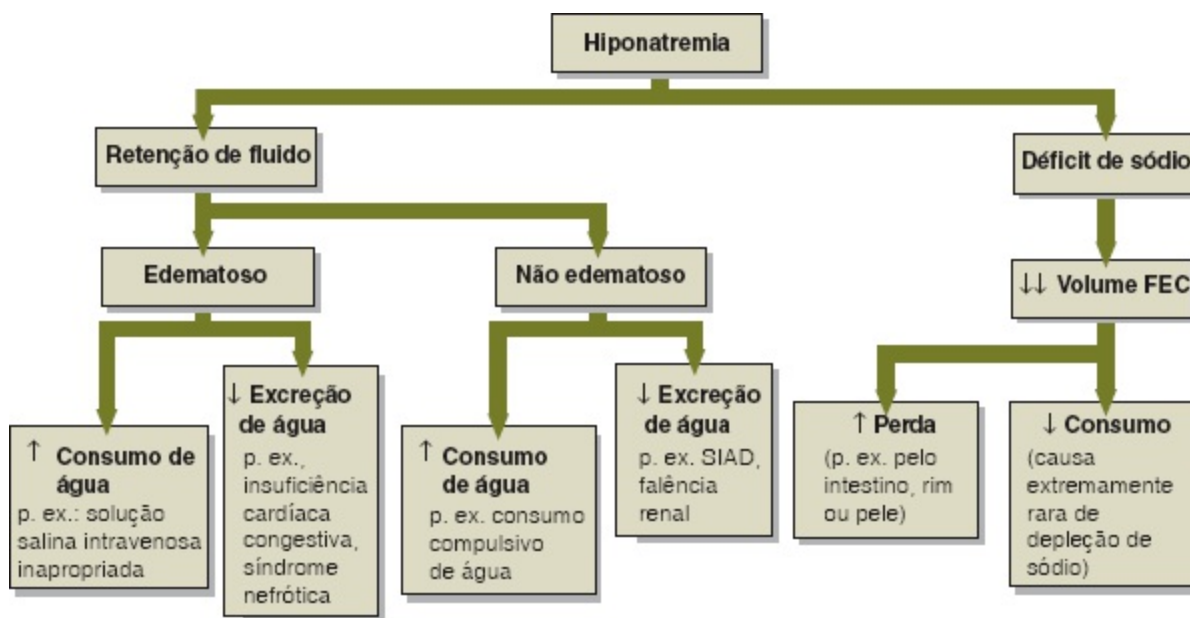 Hiponatremia
Retenção de fluido
Déficit de sódio
Edematoso
Não edematoso
↓↓ Volume FEC
↑ Consumo de
água
p. ex.: solução
salina intravenosa
inapropriada
↓ Excreção
de água
p. ex.,
insuficiência
cardíaca
congestiva,
síndrome
nefrótica
↑ Consumo
de água
p. ex. consumo
compulsivo
de água
↓ Excreção
de água
p. ex. SIAD,
falência
renal
↑ Perda
(p. ex. pelo
intestino, rim
ou pele)
↓ Consumo
(causa
extremamente
rara de
depleção de
sódio)